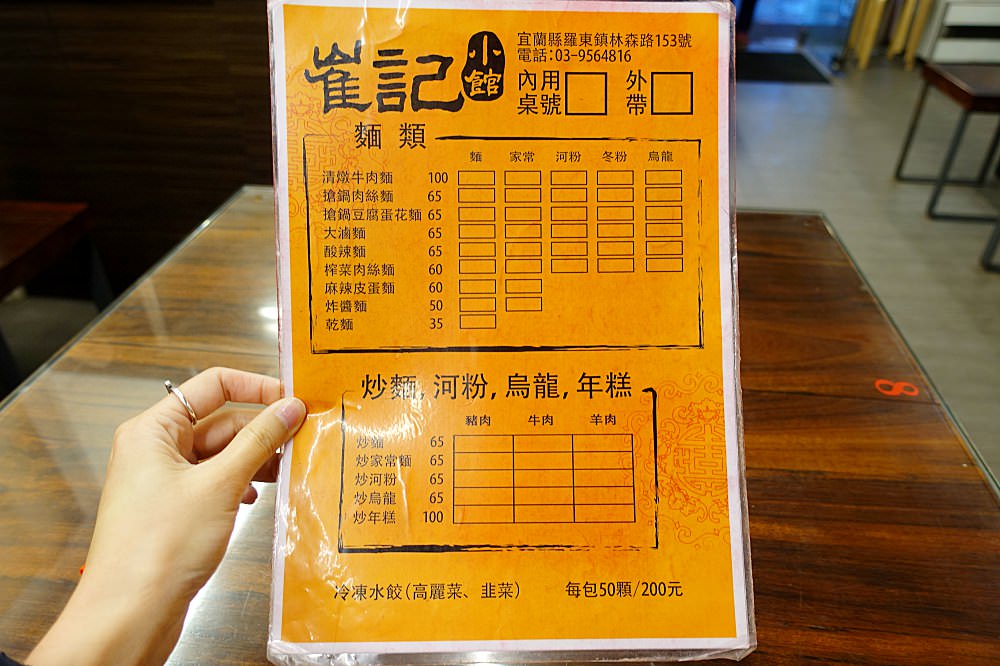 崔記小館
宜蘭縣羅東鎮林森路153號
電話:03-9564816
內用桌號
外帶
麵類
麵 家常 河粉 冬粉 烏龍
清燉牛肉麵 100
搶鍋肉絲麵 65
搶鍋豆腐蛋花麵 65
大滷麵 65
酸辣麵 65
榨菜肉絲麵 60
麻辣皮蛋麵 60
炸醬麵 50
乾麵 35
炒麵,河粉,烏龍,年糕
豬肉 牛肉 羊肉
炒麵 65
炒家常麵 65
炒河粉 65
炒烏龍 65
炒年糕 100
冷凍水餃(高麗菜、韭菜) 每包50顆/200元
8